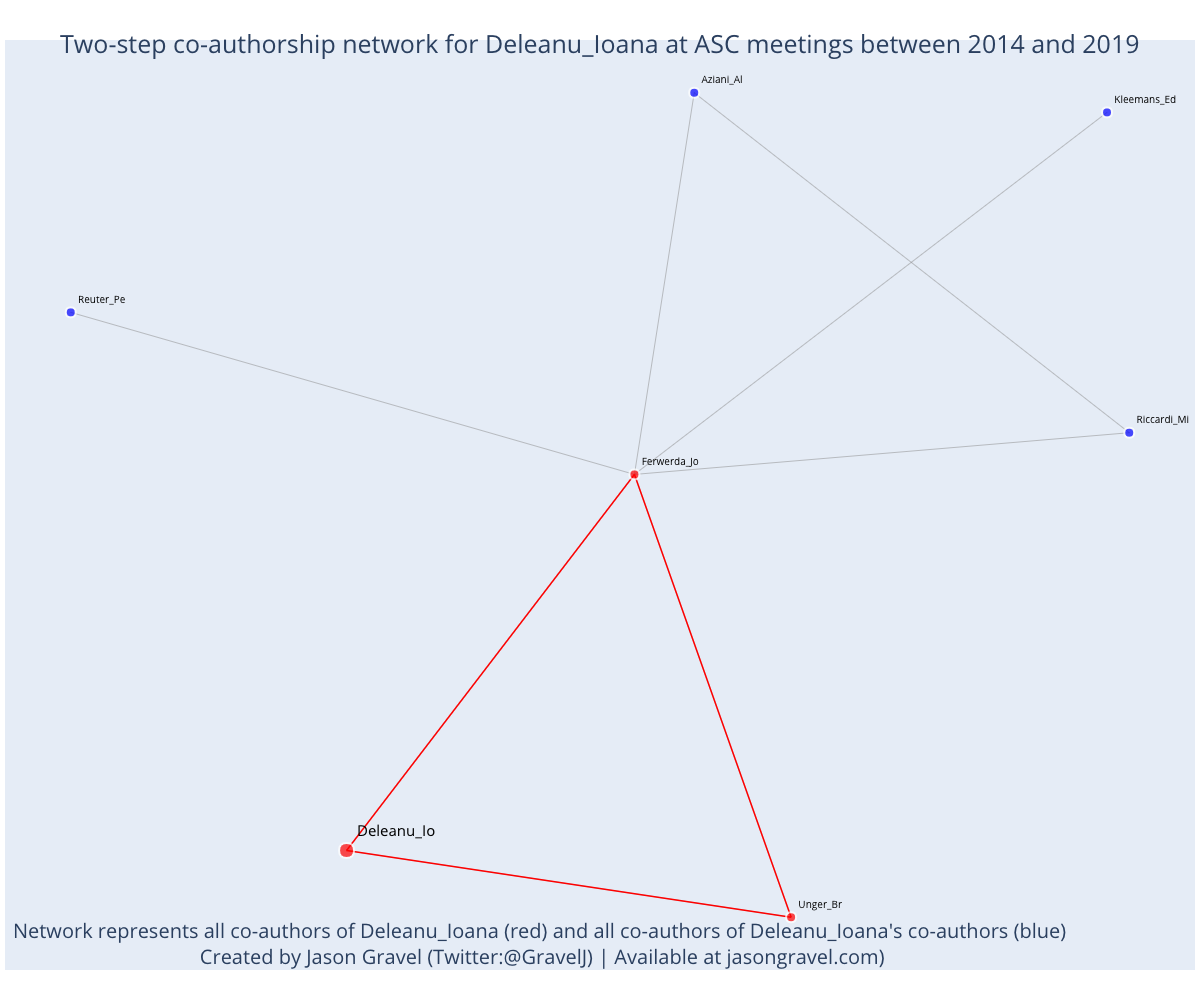 Two-step co-authorship network for Deleanu_Ioana at ASC meetings between 2014 and 2019
Aziani_Al
Kleemans_Ed
Reuter_Pe
Riccardi_Mi
Ferwerda_Jo
Deleanu_Io
Unger_Br
Network represents all co-authors of Deleanu_Ioana (red) and all co-authors of Deleanu_Ioana's co-authors (blue)
Created by Jason Gravel (Twitter:@GravelJ) | Available at jasongravel.com)